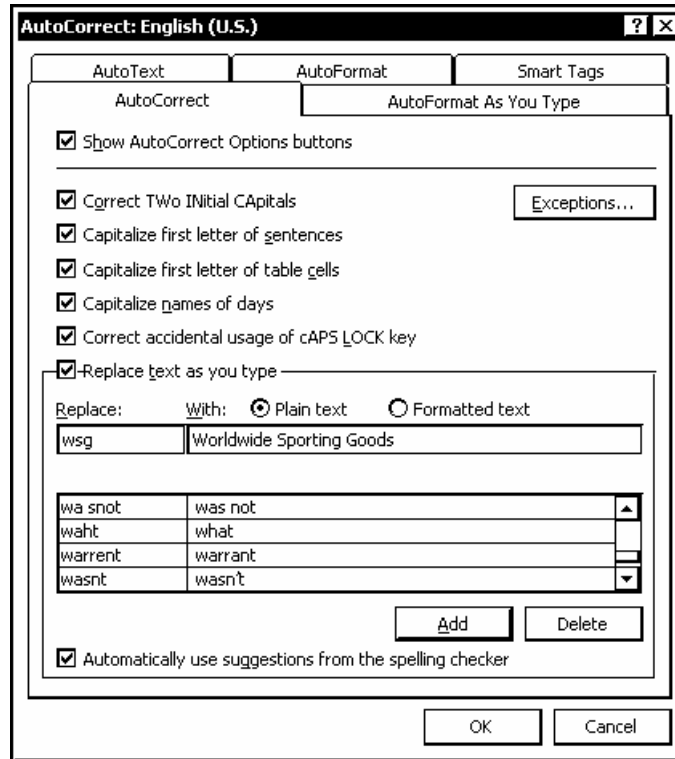 AutoCorrect: English (U.S.)
AutoText AutoFormat Smart Tags
AutoCorrect AutoFormat As You Type
Show AutoCorrect Options buttons
Correct TWo INitial CApitals Exceptions...
Capitalize first letter of sentences
Capitalize first letter of table cells
Capitalize names of days
Correct accidental usage of cAPS LOCK key
Replace text as you type
Replace: With: Plain text Formatted text
wsg Worldwide Sporting Goods
wa snot was not
waht what
warrent warrant
wasnt wasn't
Add Delete
Automatically use suggestions from the spelling checker
OK Cancel